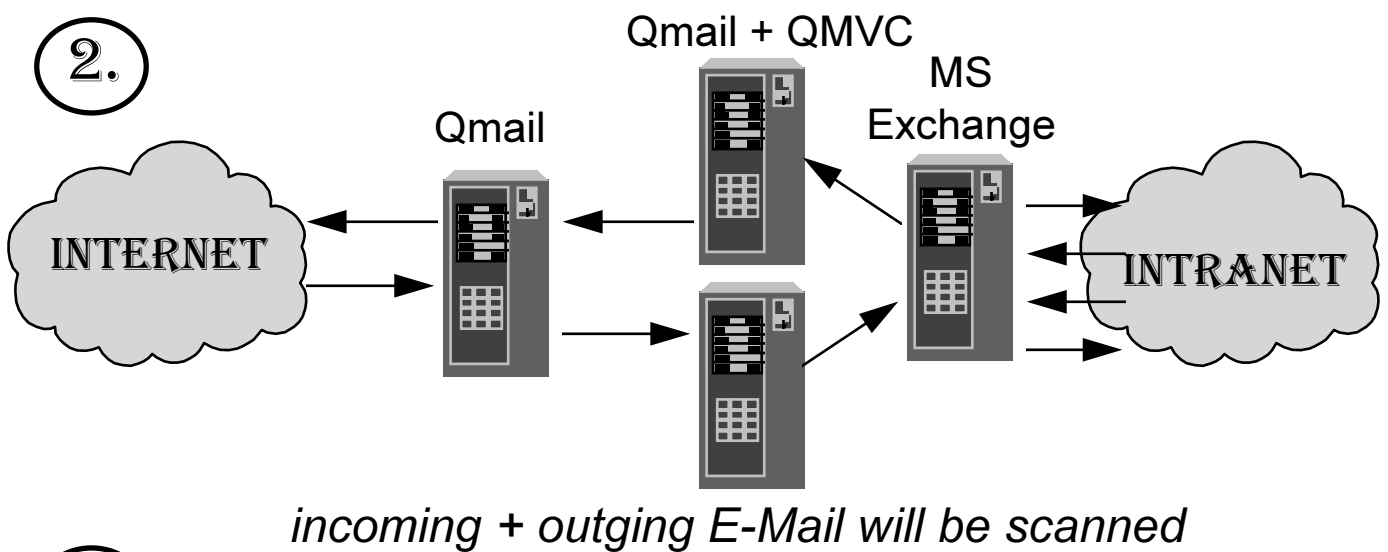 2.
Qmail + QMVC
MS
Exchange
Qmail
INTERNET
INTRANET
incoming + outging E-Mail will be scanned